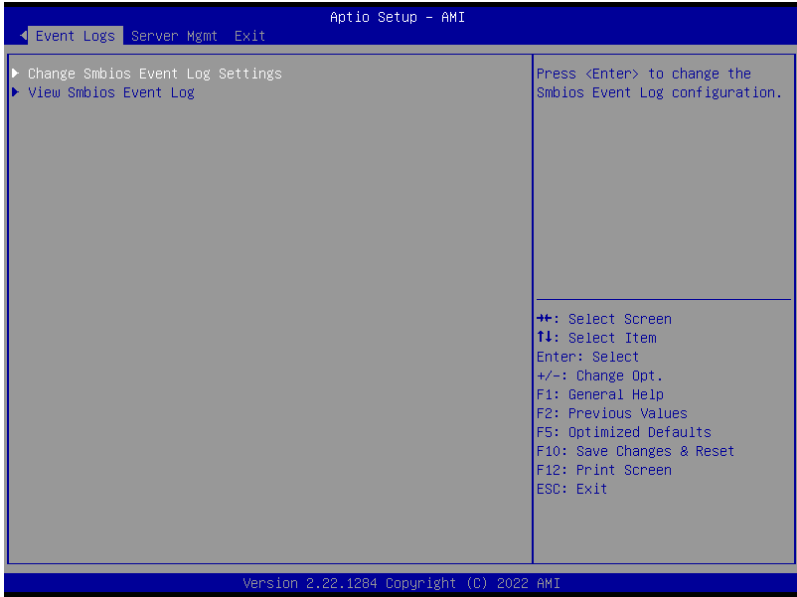 Aptio Setup – AMI
Event Logs Server Mgmt Exit
Change Smbios Event Log Settings
View Smbios Event Log
Press <Enter> to change the
Smbios Event Log configuration.
→←: Select Screen
↑↓: Select Item
Enter: Select
+/-: Change Opt.
F1: General Help
F2: Previous Values
F5: Optimized Defaults
F10: Save Changes & Reset
F12: Print Screen
ESC: Exit
Version 2.22.1284 Copyright (C) 2022 AMI